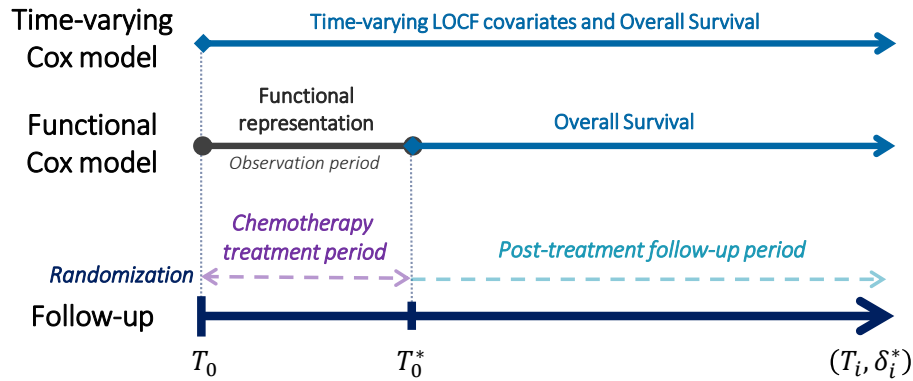 Time-varying
Cox model
Time-varying LOCF covariates and Overall Survival
Functional
Cox model
Functional
representation
Observation period
Overall Survival
Chemotherapy
treatment period
Post-treatment follow-up period
Randomization
Follow-up
T₀
T₀*
(Tᵢ, δᵢ*)